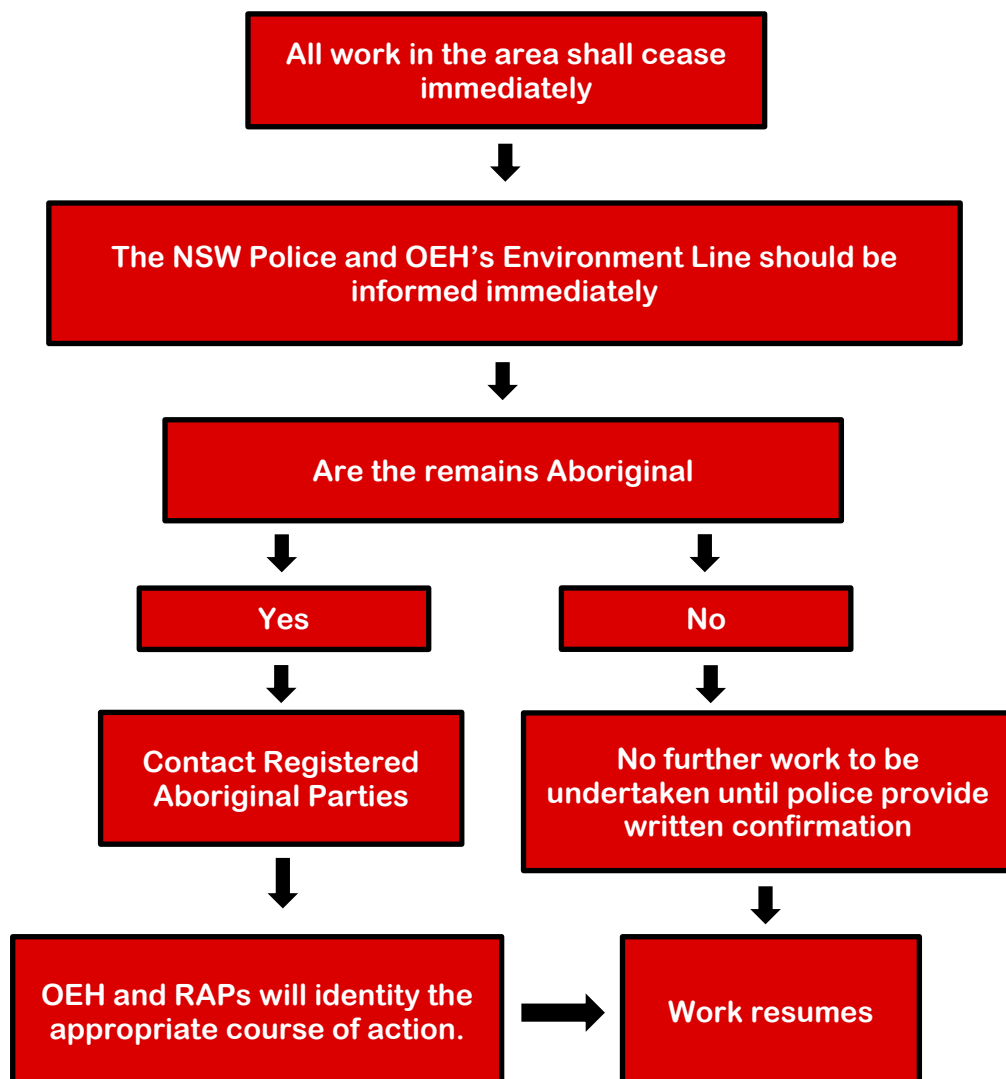 All work in the area shall cease
immediately
The NSW Police and OEH’s Environment Line should be
informed immediately
Are the remains Aboriginal
Yes
No
Contact Registered
Aboriginal Parties
No further work to be
undertaken until police provide
written confirmation
OEH and RAPs will identity the
appropriate course of action.
Work resumes